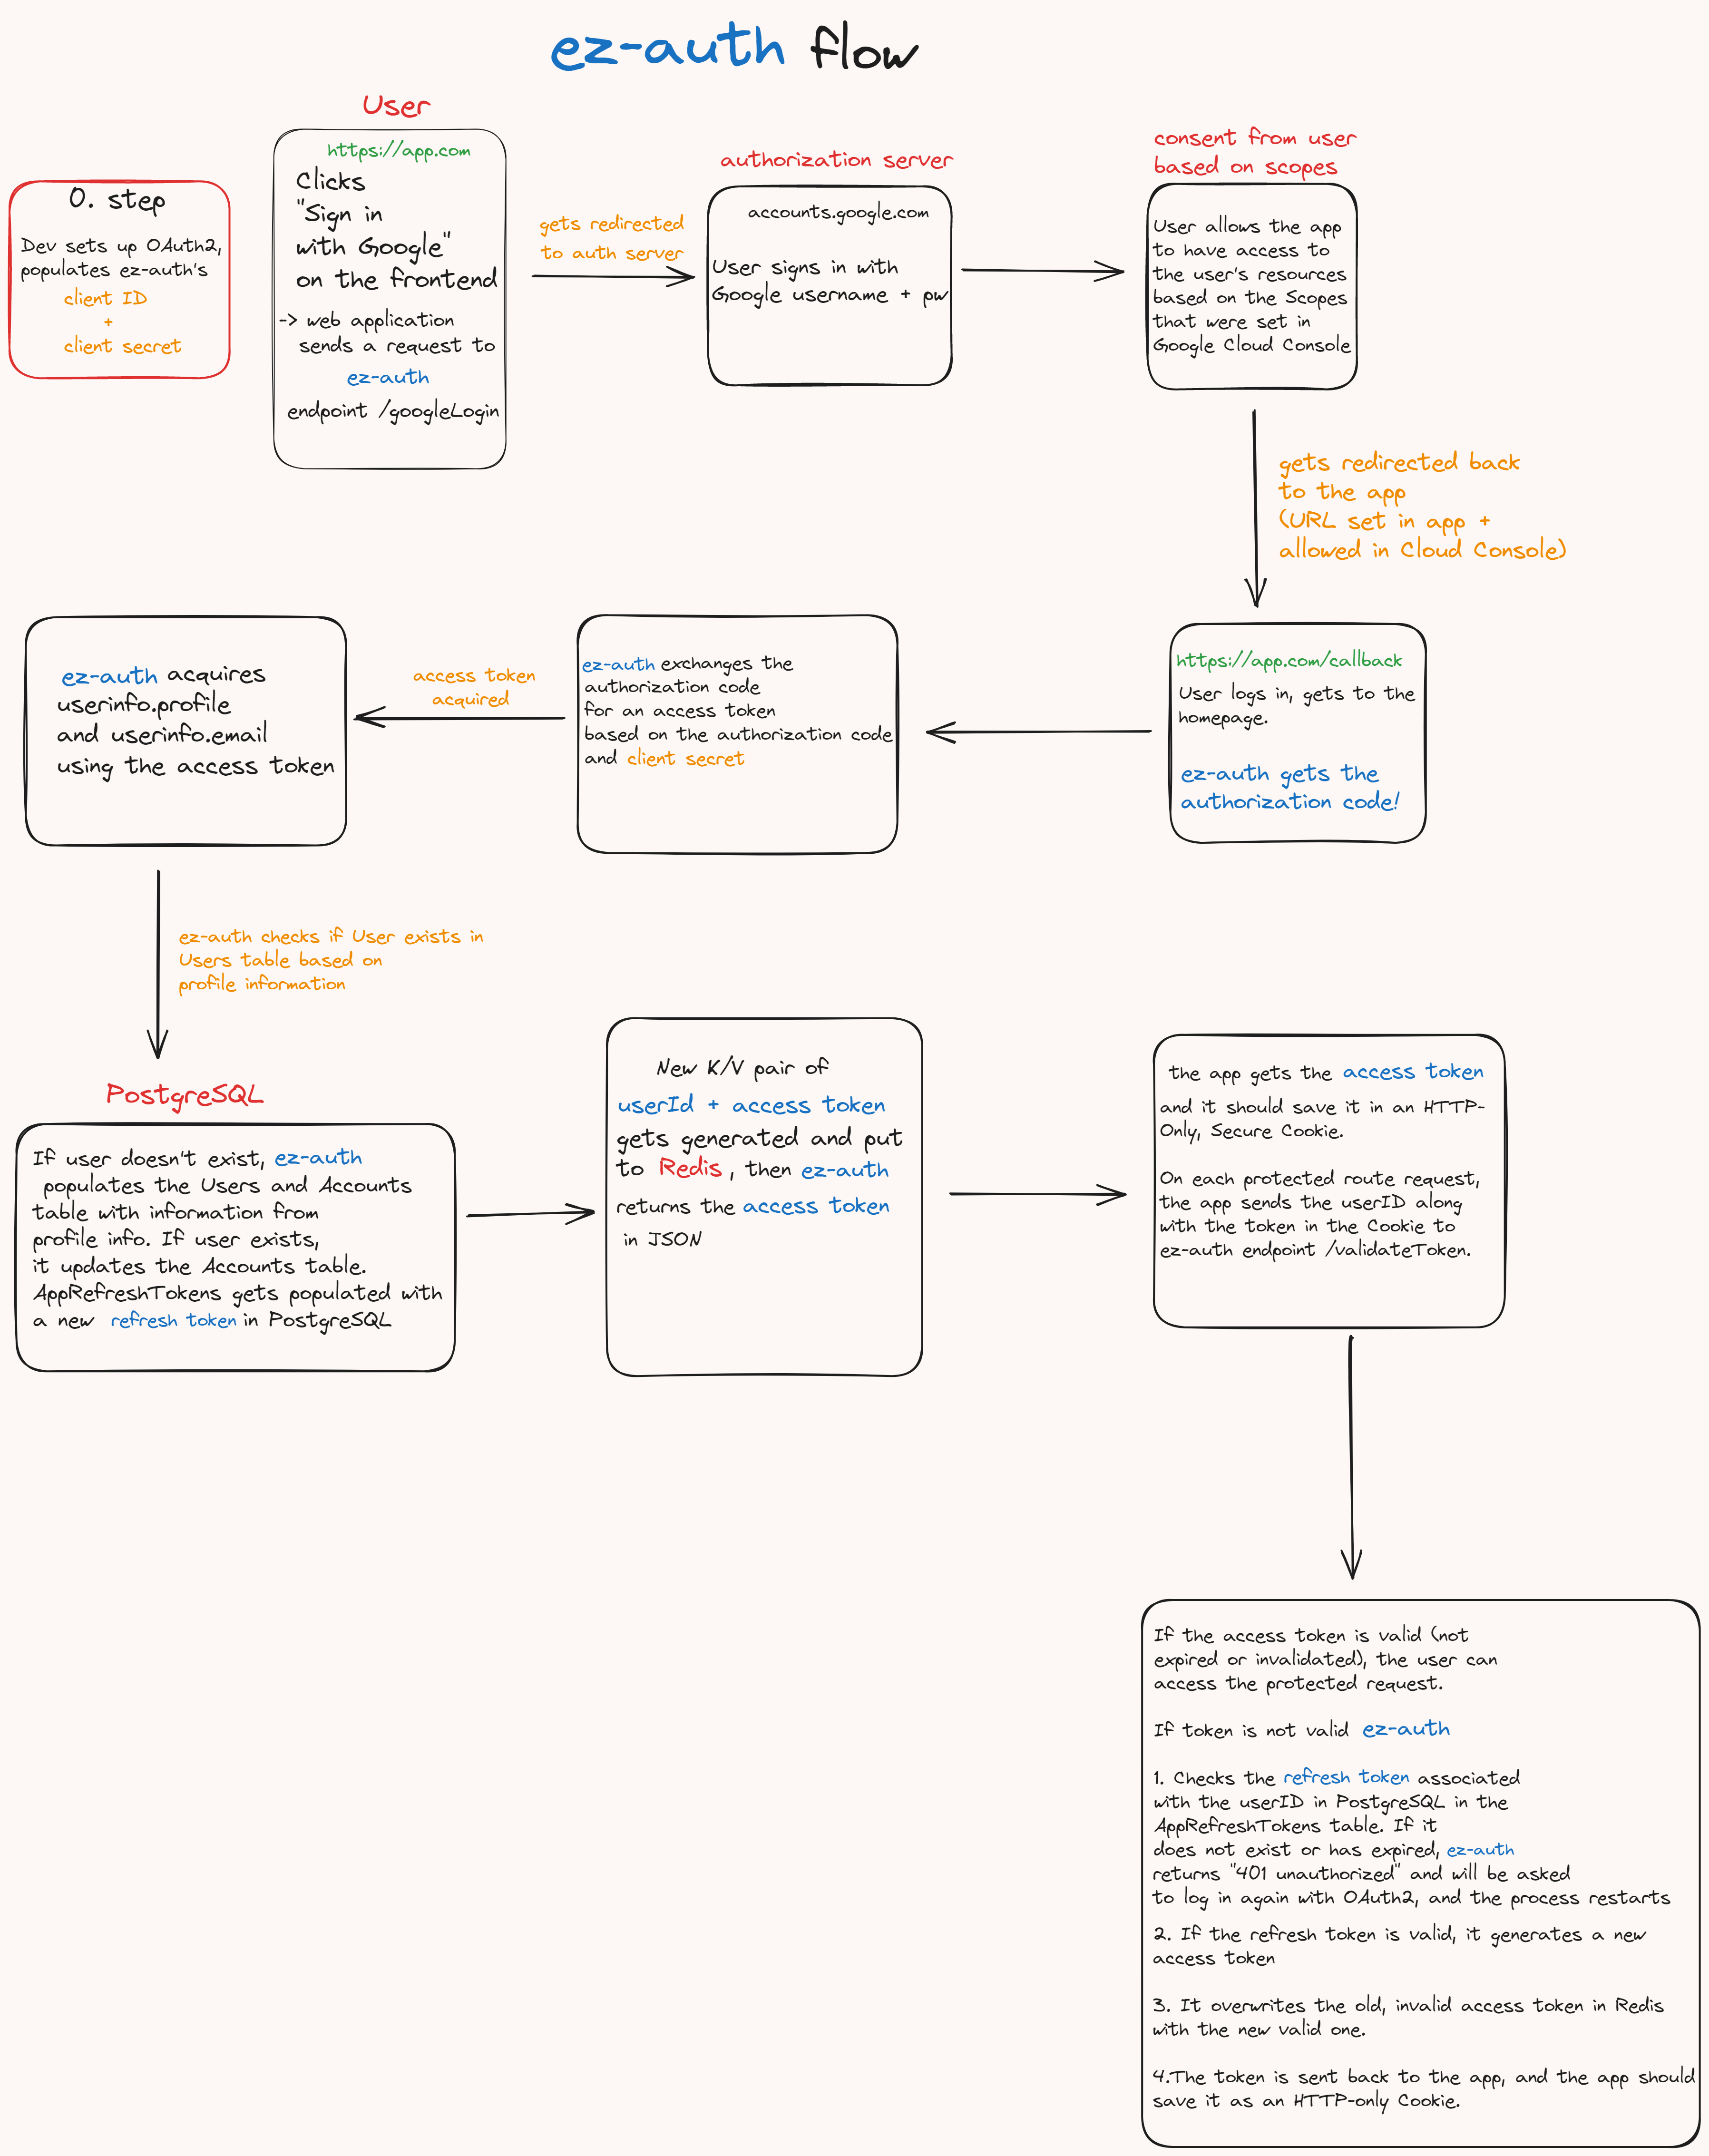 ez-auth flow
0. step
Dev sets up OAuth2,
populates ez-auth's
client ID
+
client secret
User
https://app.com
Clicks
"Sign in
with Google"
on the frontend
-> web application
sends a request to
ez-auth
endpoint /googleLogin
gets redirected
to auth server
authorization server
accounts.google.com
User signs in with
Google username + pw
consent from user
based on scopes
User allows the app
to have access to
the user's resources
based on the Scopes
that were set in
Google Cloud Console
gets redirected back
to the app
(URL set in app +
allowed in Cloud Console)
https://app.com/callback
User logs in, gets to the
homepage.
ez-auth gets the
authorization code!
ez-auth exchanges the
authorization code
for an access token
based on the authorization code
and client secret
access token
acquired
ez-auth acquires
userinfo.profile
and userinfo.email
using the access token
ez-auth checks if User exists in
Users table based on
profile information
PostgreSQL
If user doesn't exist, ez-auth
populates the Users and Accounts
table with information from
profile info. If user exists,
it updates the Accounts table.
AppRefreshTokens gets populated with
a new refresh token in PostgreSQL
New K/V pair of
userId + access token
gets generated and put
to Redis, then ez-auth
returns the access token
in JSON
the app gets the access token
and it should save it in an HTTP-
Only, Secure Cookie.
On each protected route request,
the app sends the userID along
with the token in the Cookie to
ez-auth endpoint /validateToken.
If the access token is valid (not
expired or invalidated), the user can
access the protected request.
If token is not valid ez-auth
1. Checks the refresh token associated
with the userID in PostgreSQL in the
AppRefreshTokens table. If it
does not exist or has expired, ez-auth
returns "401 unauthorized" and will be asked
to log in again with OAuth2, and the process restarts
2. If the refresh token is valid, it generates a new
access token
3. It overwrites the old, invalid access token in Redis
with the new valid one.
4.The token is sent back to the app, and the app should
save it as an HTTP-only Cookie.